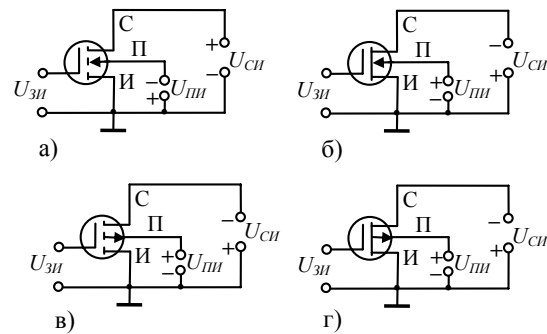 С С
П + П +
U_СИ U_СИ
− − − +
U_ЗИ И U_ПИ − U_ЗИ И U_ПИ −
+ −
а) б)
С С
П − П −
U_СИ U_СИ
+ + + +
U_ЗИ И U_ПИ U_ЗИ И U_ПИ
− −
в) г)